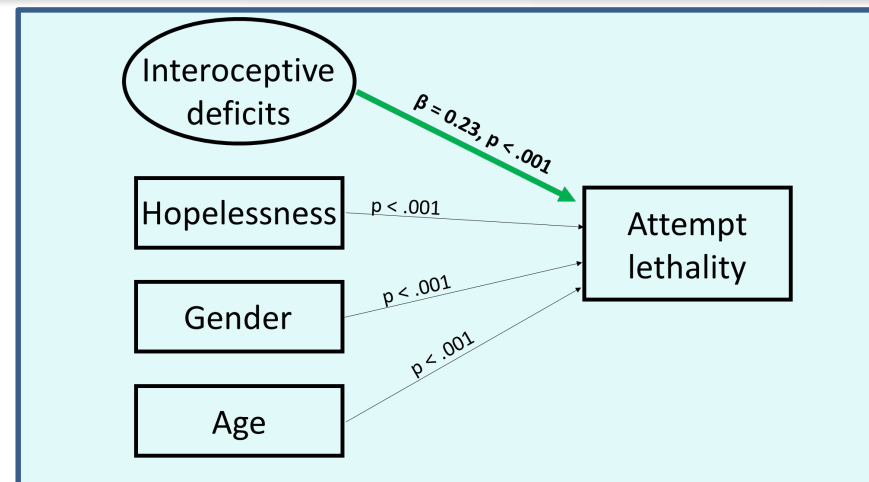 Interoceptive
deficits
β = 0.23, p < .001
Hopelessness
p < .001
Attempt
lethality
Gender
p < .001
Age
p < .001